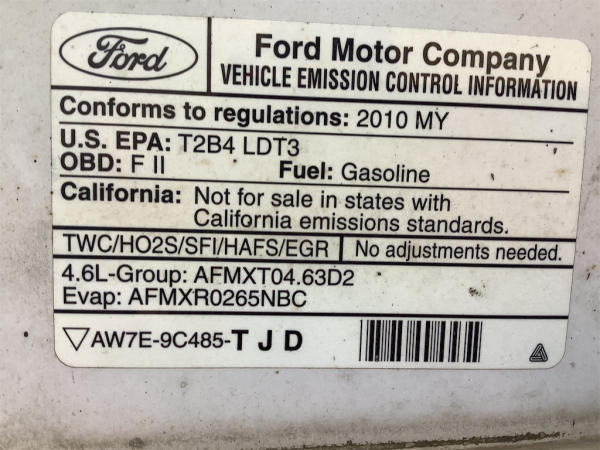 Ford
Ford Motor Company
VEHICLE EMISSION CONTROL INFORMATION
Conforms to regulations: 2010 MY
U.S. EPA: T2B4 LDT3
OBD: F II Fuel: Gasoline
California: Not for sale in states with
California emissions standards.
TWC/HO2S/SFI/HAFS/EGR No adjustments needed.
4.6L-Group: AFMXT04.63D2
Evap: AFMXR0265NBC
AW7E-9C485-TJD